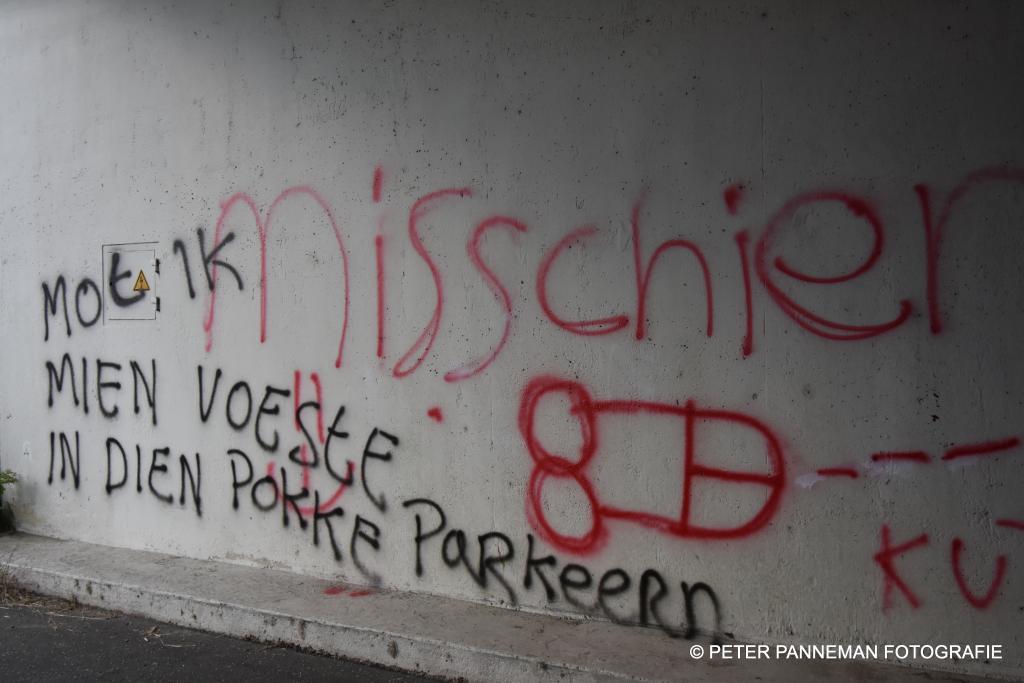 misschien
Mot IK
MIEN VOESTE
IN DIEN POKKE ParKeern
KU
© PETER PANNEMAN FOTOGRAFIE